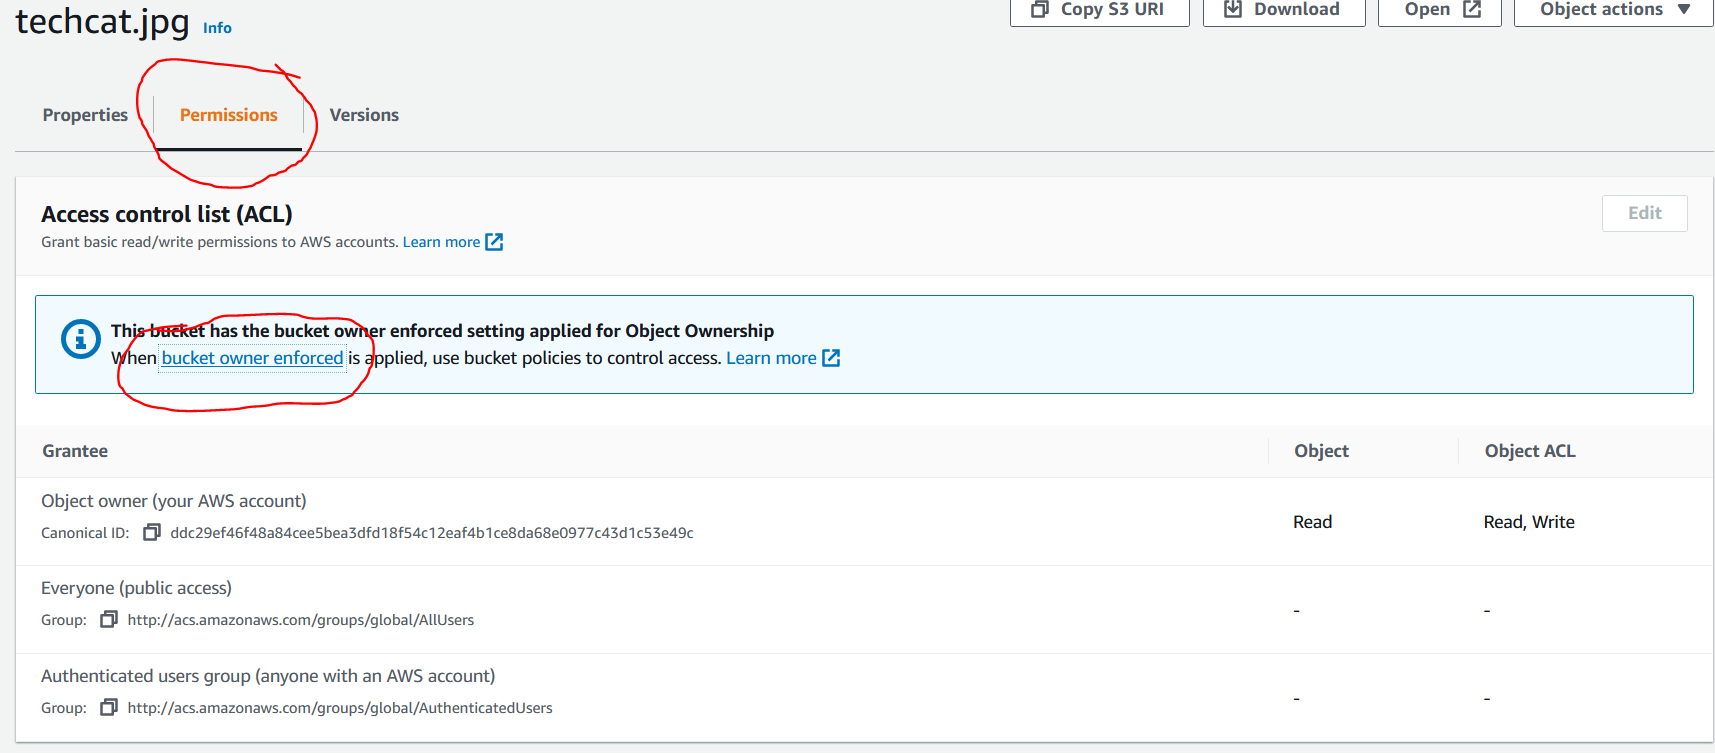 techcat.jpg Info
Copy S3 URI Download Open Object actions
Properties Permissions Versions
Access control list (ACL)
Edit
Grant basic read/write permissions to AWS accounts. Learn more
This bucket has the bucket owner enforced setting applied for Object Ownership
When bucket owner enforced is applied, use bucket policies to control access. Learn more
Grantee Object Object ACL
Object owner (your AWS account)
Canonical ID: ddc29ef46f48a84cee5bea3dfd18f54c12eaf4b1ce8da68e0977c43d1c53e49c
Read Read, Write
Everyone (public access)
Group: http://acs.amazonaws.com/groups/global/AllUsers
- -
Authenticated users group (anyone with an AWS account)
Group: http://acs.amazonaws.com/groups/global/AuthenticatedUsers
- -